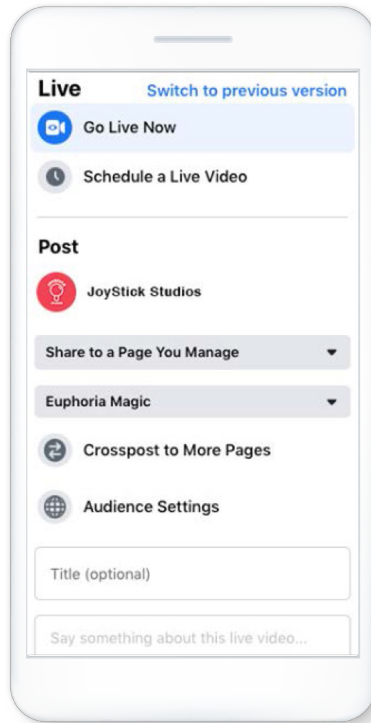 Live
Switch to previous version
Go Live Now
Schedule a Live Video
Post
JoyStick Studios
Share to a Page You Manage
Euphoria Magic
Crosspost to More Pages
Audience Settings
Title (optional)
Say something about this live video...